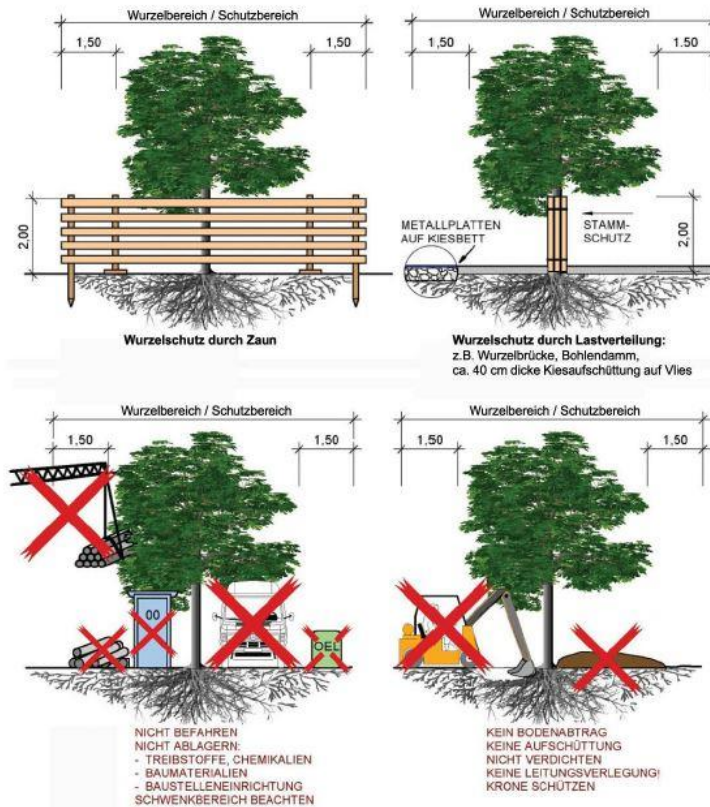 Wurzelbereich / Schutzbereich
1,50
1,50
2,00
Wurzelschutz durch Zaun
Wurzelbereich / Schutzbereich
1,50
1.50
METALLPLATTEN
AUF KIESBETT
STAMM-
SCHUTZ
2,00
Wurzelschutz durch Lastverteilung:
z.B. Wurzelbrücke, Bohlendamm,
ca. 40 cm dicke Kiesaufschüttung auf Vlies
Wurzelbereich / Schutzbereich
1,50
1,50
00
OEL
NICHT BEFAHREN
NICHT ABLAGERN:
- TREIBSTOFFE, CHEMIKALIEN
- BAUMATERIALIEN
- BAUSTELLENEINRICHTUNG
SCHWENKBEREICH BEACHTEN
Wurzelbereich / Schutzbereich
1,50
1,50
KEIN BODENABTRAG
KEINE AUFSCHÜTTUNG
NICHT VERDICHTEN
KEINE LEITUNGSVERLEGUNG!
KRONE SCHÜTZEN